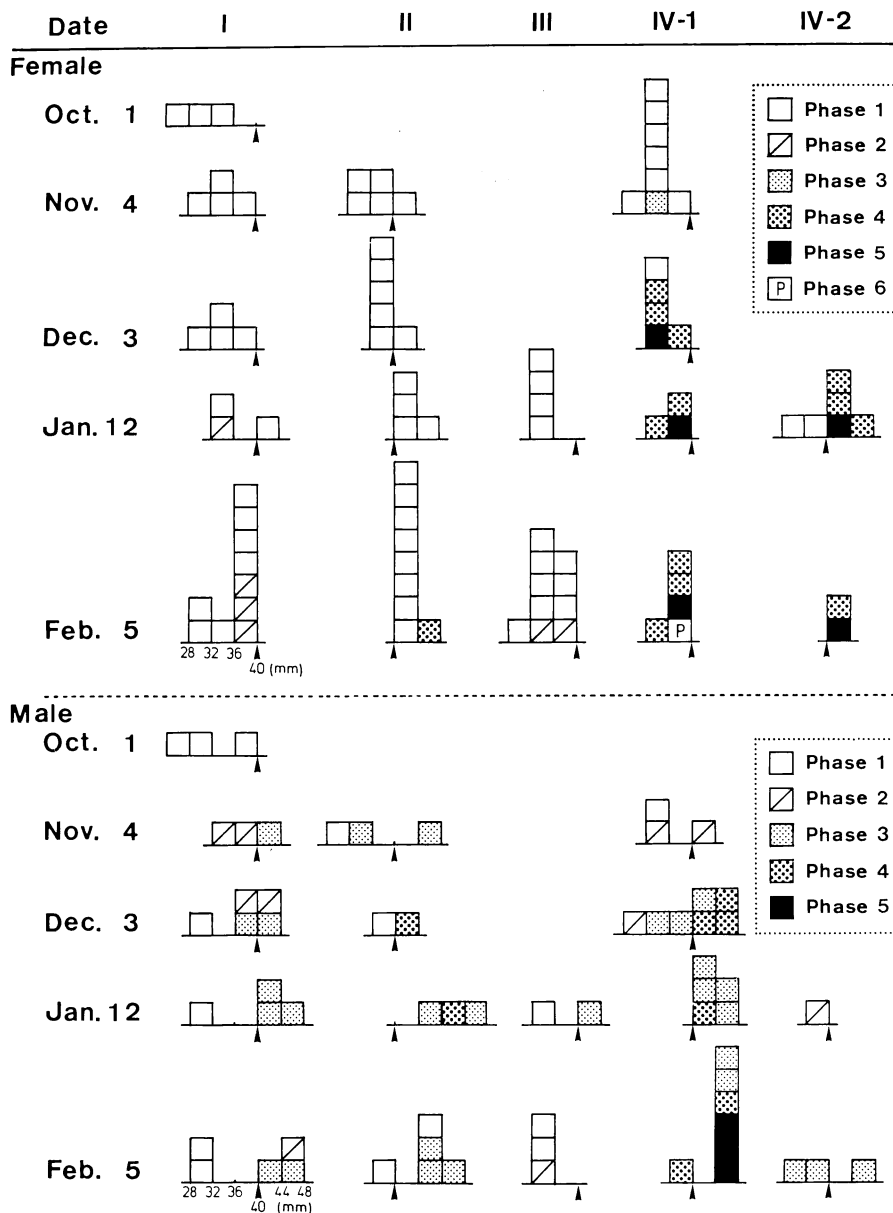 Date I II III IV-1 IV-2
Female
Oct. 1
Nov. 4
Dec. 3
Jan. 12
Feb. 5
28 32 36
40 (mm)
P
Phase 1
Phase 2
Phase 3
Phase 4
Phase 5
P Phase 6
Male
Oct. 1
Nov. 4
Dec. 3
Jan. 12
Feb. 5
28 32 36 44 48
40 (mm)
Phase 1
Phase 2
Phase 3
Phase 4
Phase 5